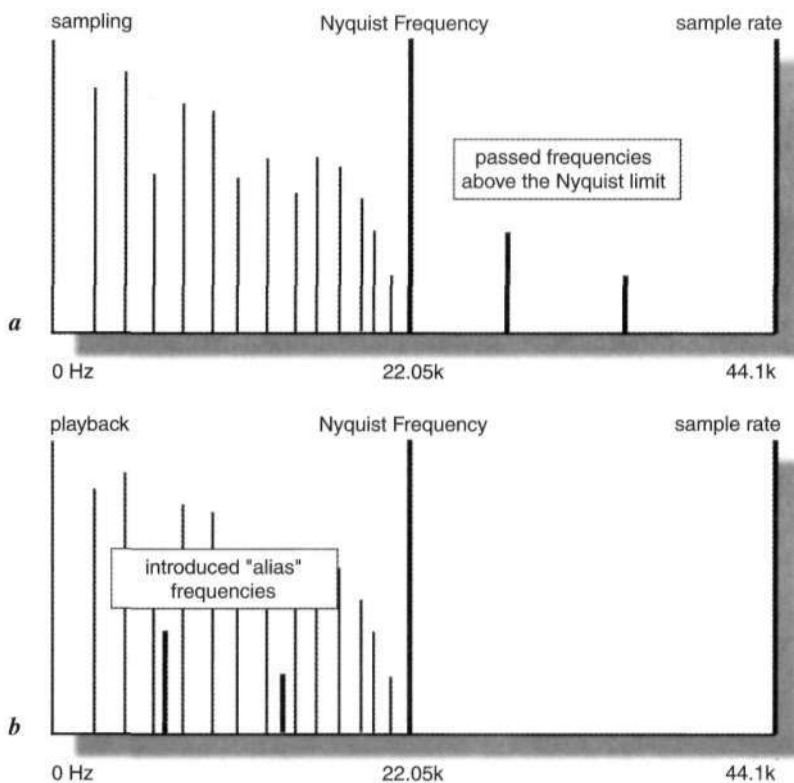 sampling Nyquist Frequency sample rate
passed frequencies
above the Nyquist limit
a
0 Hz 22.05k 44.1k
playback Nyquist Frequency sample rate
introduced "alias"
frequencies
b
0 Hz 22.05k 44.1k